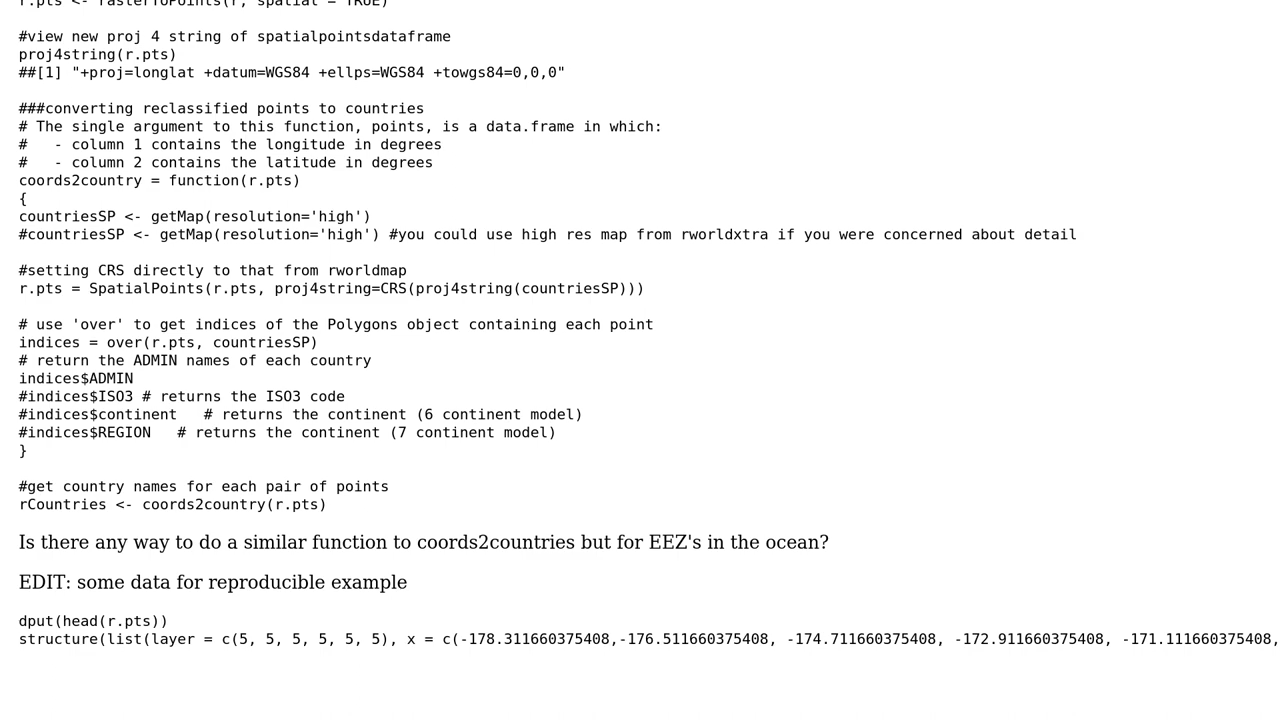 r.pts <- rasterToPoints(r, spatial = TRUE)
#view new proj 4 string of spatialpointsdataframe
proj4string(r.pts)
##[1] "+proj=longlat +datum=WGS84 +ellps=WGS84 +towgs84=0,0,0"
###converting reclassified points to countries
# The single argument to this function, points, is a data.frame in which:
#   - column 1 contains the longitude in degrees
#   - column 2 contains the latitude in degrees
coords2country = function(r.pts)
{
countriesSP <- getMap(resolution='high')
#countriesSP <- getMap(resolution='high') #you could use high res map from rworldxtra if you were concerned about detail
#setting CRS directly to that from rworldmap
r.pts = SpatialPoints(r.pts, proj4string=CRS(proj4string(countriesSP)))
# use 'over' to get indices of the Polygons object containing each point
indices = over(r.pts, countriesSP)
# return the ADMIN names of each country
indices$ADMIN
#indices$ISO3 # returns the ISO3 code
#indices$continent   # returns the continent (6 continent model)
#indices$REGION   # returns the continent (7 continent model)
}
#get country names for each pair of points
rCountries <- coords2country(r.pts)
Is there any way to do a similar function to coords2countries but for EEZ's in the ocean?
EDIT: some data for reproducible example
dput(head(r.pts))
structure(list(layer = c(5, 5, 5, 5, 5, 5), x = c(-178.311660375408,-176.511660375408, -174.711660375408, -172.911660375408, -171.111660375408,